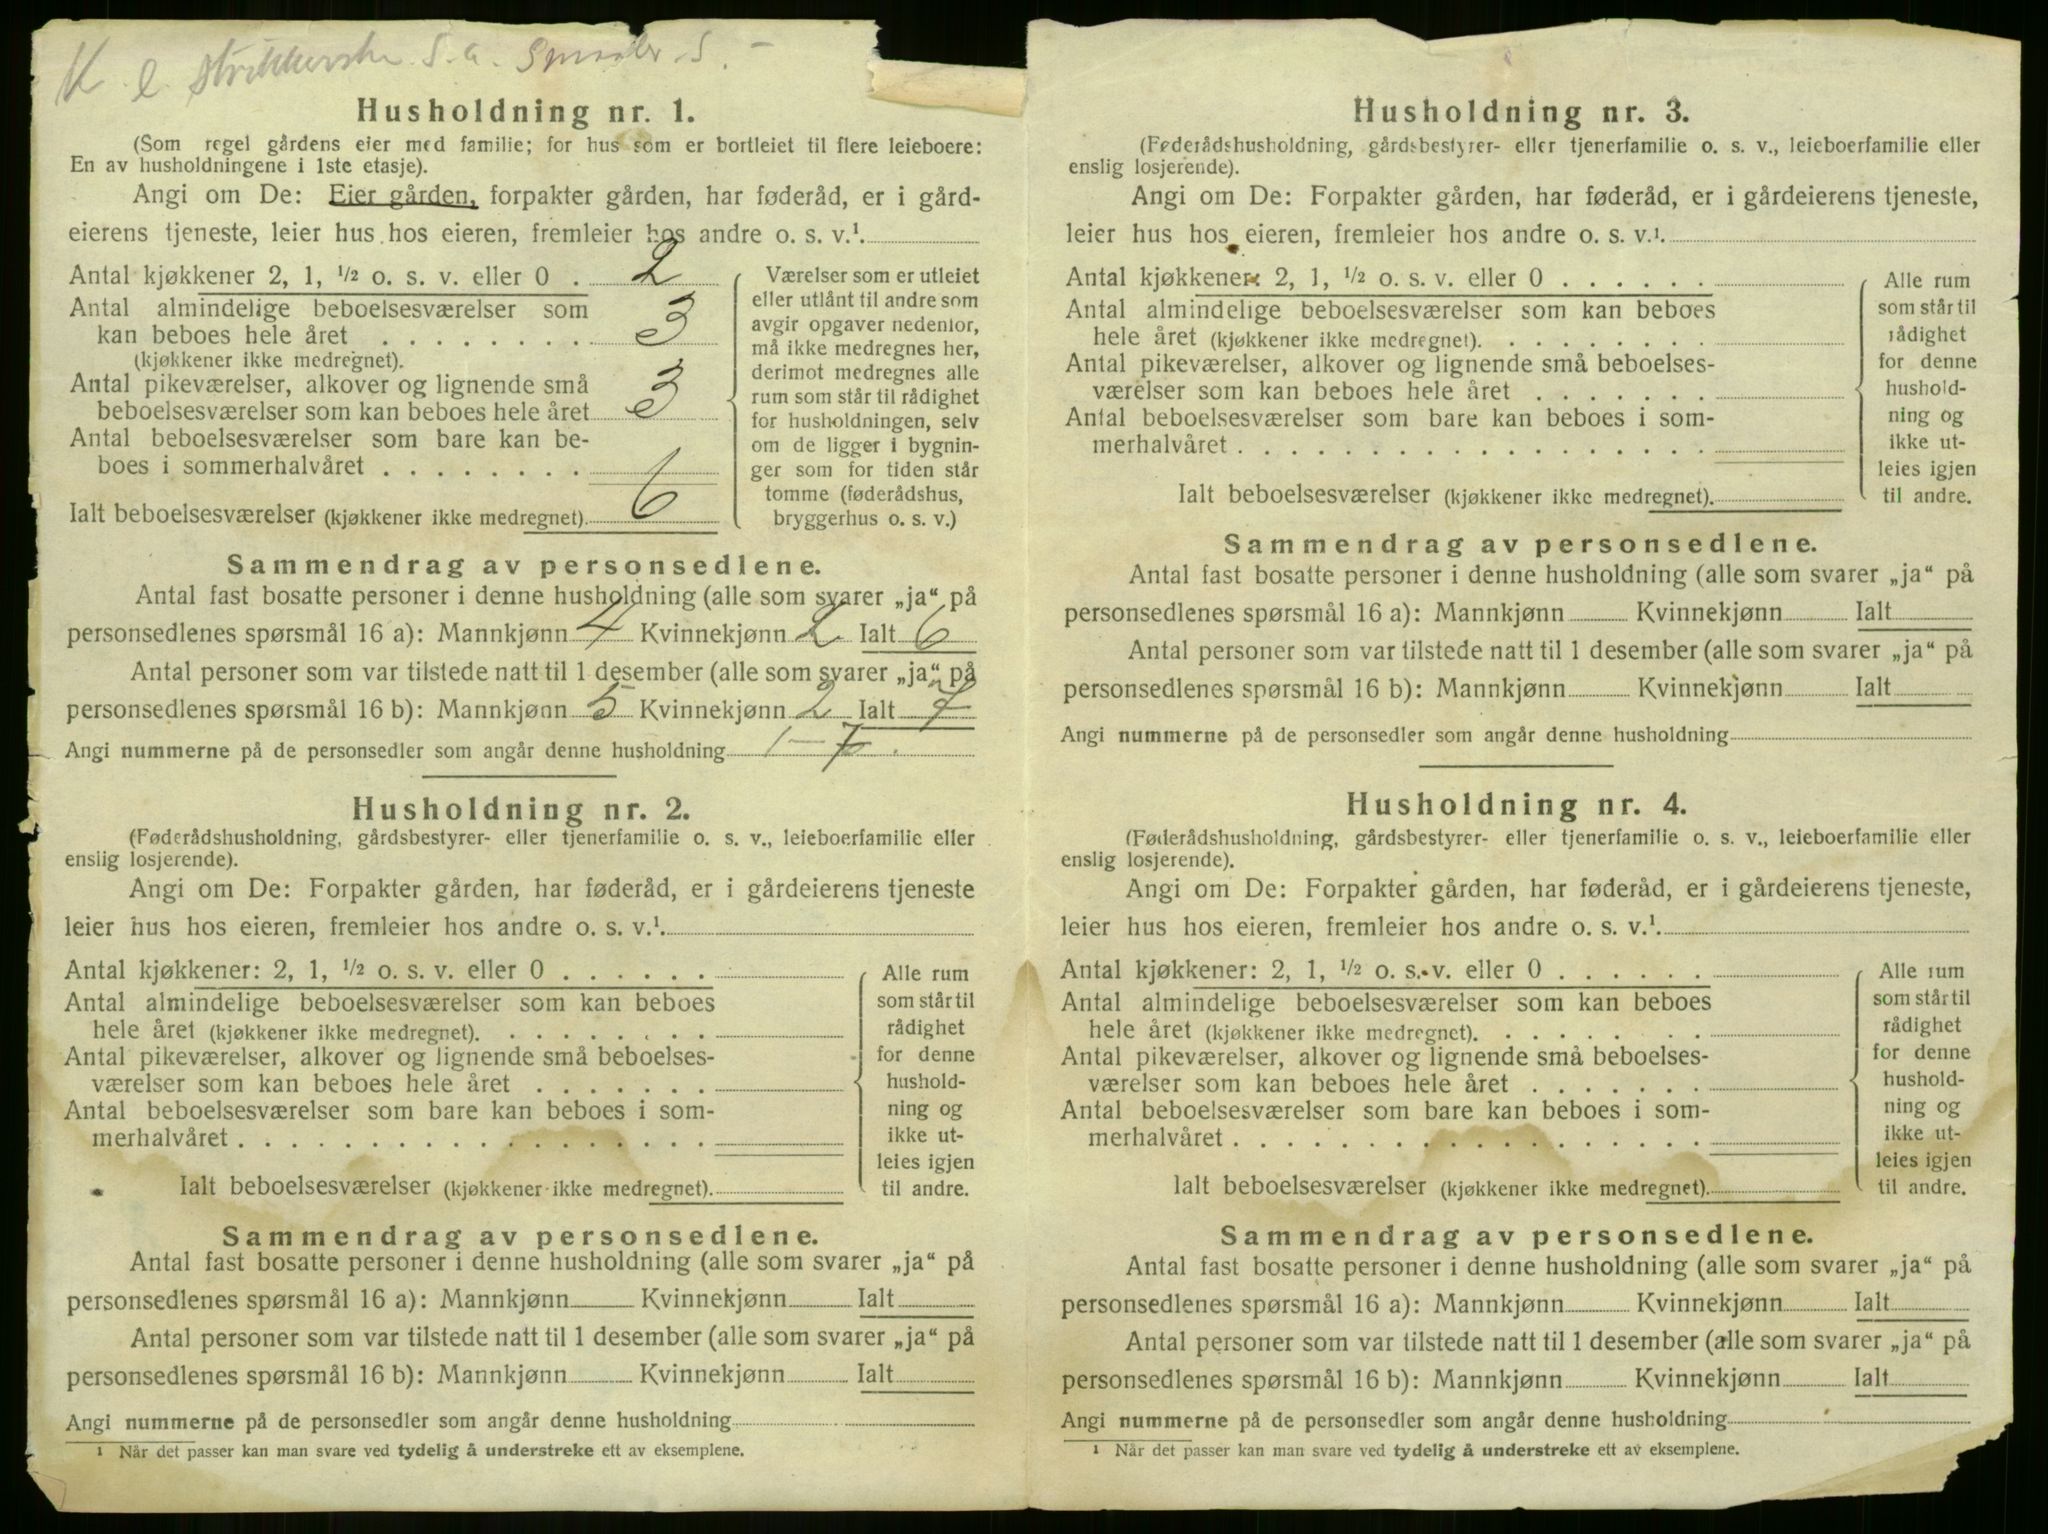 K. e. Strikkerske S. a. S
Husholdning nr. 1.
(Som regel gårdens eier med familie; for hus som er bortleiet til flere leieboere:
En av husholdningene i 1ste etasje).
Angi om De: Eier gården, forpakter gården, har føderåd, er i gård-
eierens tjeneste, leier hus hos eieren, fremleier hos andre o. s. v.¹.
Antal kjøkkener 2, 1, ½ o. s. v. eller 0 . 2
Antal almindelige beboelsesværelser som
kan beboes hele året . . . . . . . . 3
(kjøkkener ikke medregnet).
Antal pikeværelser, alkover og lignende små
beboelsesværelser som kan beboes hele året 3
Antal beboelsesværelser som bare kan be-
boes i sommerhalvåret . . . . . . . .
Ialt beboelsesværelser (kjøkkener ikke medregnet). 6
Værelser som er utleiet
eller utlånt til andre som
avgir opgaver nedenfor,
må ikke medregnes her,
derimot medregnes alle
rum som står til rådighet
for husholdningen, selv
om de ligger i bygnin-
ger som for tiden står
tomme (føderådshus,
bryggerhus o. s. v.)
Sammendrag av personsedlene.
Antal fast bosatte personer i denne husholdning (alle som svarer „ja“ på
personsedlenes spørsmål 16 a): Mannkjønn 4 Kvinnekjønn 2 Ialt 6
Antal personer som var tilstede natt til 1 desember (alle som svarer „ja“ på
personsedlenes spørsmål 16 b): Mannkjønn 5 Kvinnekjønn 2 Ialt 7
Angi nummerne på de personsedler som angår denne husholdning 1–7.
Husholdning nr. 2.
(Føderådshusholdning, gårdsbestyrer- eller tjenerfamilie o. s. v., leieboerfamilie eller
enslig losjerende).
Angi om De: Forpakter gården, har føderåd, er i gårdeierens tjeneste
leier hus hos eieren, fremleier hos andre o. s. v.¹.
Antal kjøkkener: 2, 1, ½ o. s. v. eller 0 . . . . . .
Antal almindelige beboelsesværelser som kan beboes
hele året (kjøkkener ikke medregnet). . . . . . . . .
Antal pikeværelser, alkover og lignende små beboelses-
værelser som kan beboes hele året . . . . . . .
Antal beboelsesværelser som bare kan beboes i som-
merhalvåret . . . . . . . . . . . . . . . . . .
Ialt beboelsesværelser (kjøkkener ikke medregnet).
Alle rum
som står til
rådighet
for denne
hushold-
ning og
ikke ut-
leies igjen
til andre.
Sammendrag av personsedlene.
Antal fast bosatte personer i denne husholdning (alle som svarer „ja“ på
personsedlenes spørsmål 16 a): Mannkjønn Kvinnekjønn Ialt
Antal personer som var tilstede natt til 1 desember (alle som svarer „ja“ på
personsedlenes spørsmål 16 b): Mannkjønn Kvinnekjønn Ialt
Angi nummerne på de personsedler som angår denne husholdning
¹ Når det passer kan man svare ved tydelig å understreke ett av eksemplene.
Husholdning nr. 3.
(Føderådshusholdning, gårdsbestyrer- eller tjenerfamilie o. s. v., leieboerfamilie eller
enslig losjerende).
Angi om De: Forpakter gården, har føderåd, er i gårdeierens tjeneste,
leier hus hos eieren, fremleier hos andre o. s. v.¹.
Antal kjøkkener: 2, 1, ½ o. s. v. eller 0 . . . . . .
Antal almindelige beboelsesværelser som kan beboes
hele året (kjøkkener ikke medregnet). . . . . . . . .
Antal pikeværelser, alkover og lignende små beboelses-
værelser som kan beboes hele året . . . . . . .
Antal beboelsesværelser som bare kan beboes i som-
merhalvåret . . . . . . . . . . . . . . . . . .
Ialt beboelsesværelser (kjøkkener ikke medregnet).
Alle rum
som står til
rådighet
for denne
hushold-
ning og
ikke ut-
leies igjen
til andre.
Sammendrag av personsedlene.
Antal fast bosatte personer i denne husholdning (alle som svarer „ja“ på
personsedlenes spørsmål 16 a): Mannkjønn Kvinnekjønn Ialt
Antal personer som var tilstede natt til 1 desember (alle som svarer „ja“ på
personsedlenes spørsmål 16 b): Mannkjønn Kvinnekjønn Ialt
Angi nummerne på de personsedler som angår denne husholdning
Husholdning nr. 4.
(Føderådshusholdning, gårdsbestyrer- eller tjenerfamilie o. s. v., leieboerfamilie eller
enslig losjerende).
Angi om De: Forpakter gården, har føderåd, er i gårdeierens tjeneste,
leier hus hos eieren, fremleier hos andre o. s. v.¹.
Antal kjøkkener: 2, 1, ½ o. s. v. eller 0 . . . . . .
Antal almindelige beboelsesværelser som kan beboes
hele året (kjøkkener ikke medregnet). . . . . . . . .
Antal pikeværelser, alkover og lignende små beboelses-
værelser som kan beboes hele året . . . . . . .
Antal beboelsesværelser som bare kan beboes i som-
merhalvåret . . . . . . . . . . . . . . . . . .
Ialt beboelsesværelser (kjøkkener ikke medregnet).
Alle rum
som står til
rådighet
for denne
hushold-
ning og
ikke ut-
leies igjen
til andre.
Sammendrag av personsedlene.
Antal fast bosatte personer i denne husholdning (alle som svarer „ja“ på
personsedlenes spørsmål 16 a): Mannkjønn Kvinnekjønn Ialt
Antal personer som var tilstede natt til 1 desember (alle som svarer „ja“ på
personsedlenes spørsmål 16 b): Mannkjønn Kvinnekjønn Ialt
Angi nummerne på de personsedler som angår denne husholdning
¹ Når det passer kan man svare ved tydelig å understreke ett av eksemplene.